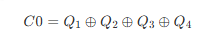 C0 = Q₁ ⊕ Q₂ ⊕ Q₃ ⊕ Q₄